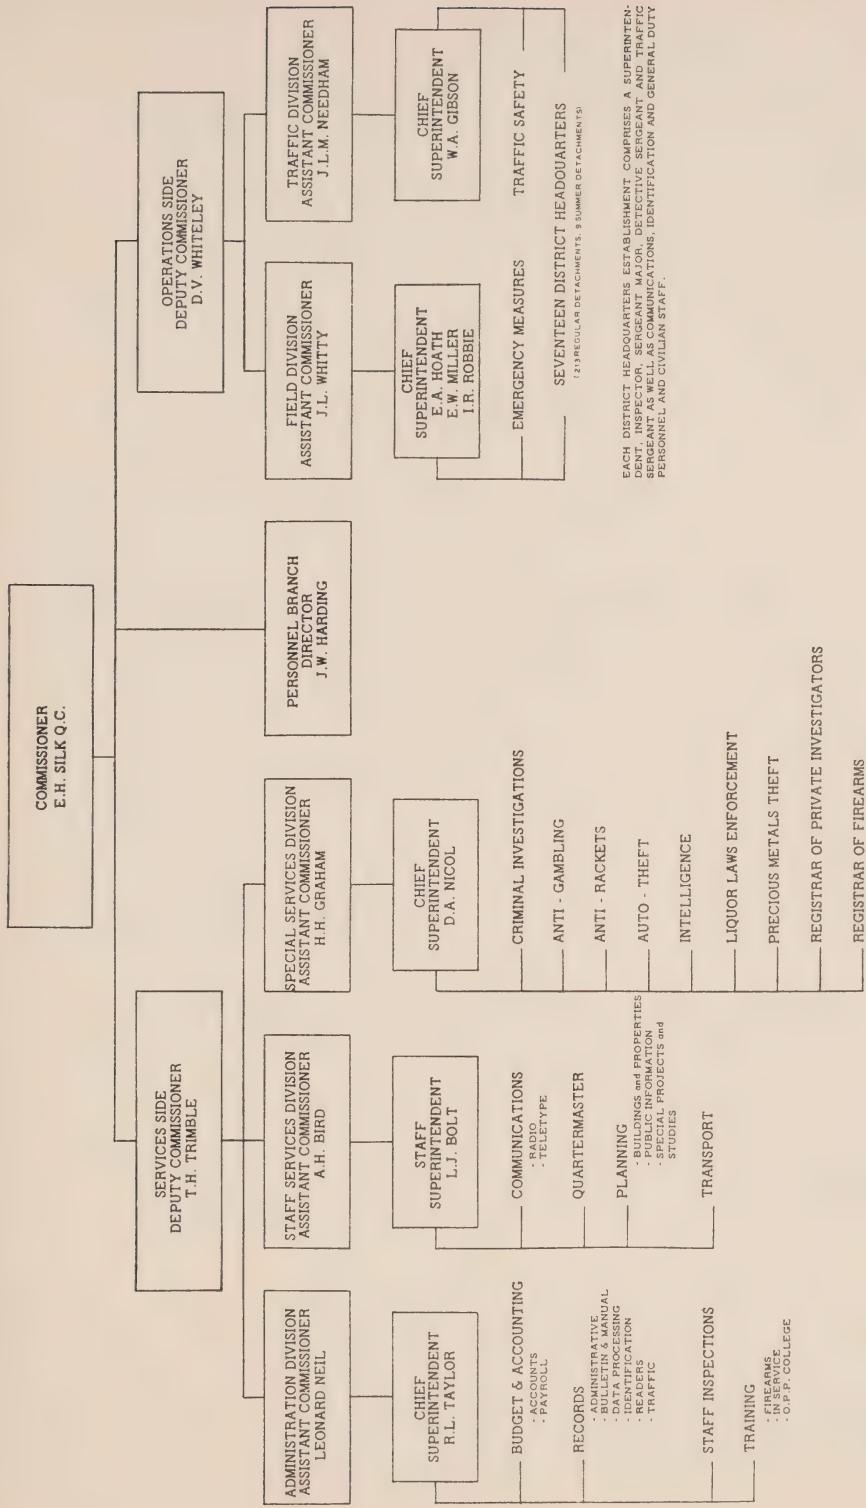 COMMISSIONER
E.H. SILK Q.C.
SERVICES SIDE
DEPUTY COMMISSIONER
T.H. TRIMBLE
OPERATIONS SIDE
DEPUTY COMMISSIONER
D.V. WHITELEY
ADMINISTRATION DIVISION
ASSISTANT COMMISSIONER
LEONARD NEIL
STAFF SERVICES DIVISION
ASSISTANT COMMISSIONER
A.H. BIRD
SPECIAL SERVICES DIVISION
ASSISTANT COMMISSIONER
H.H. GRAHAM
PERSONNEL BRANCH
DIRECTOR
J.W. HARDING
FIELD DIVISION
ASSISTANT COMMISSIONER
J.L. WHITTY
TRAFFIC DIVISION
ASSISTANT COMMISSIONER
J.L.M. NEEDHAM
CHIEF
SUPERINTENDENT
R.L. TAYLOR
STAFF
SUPERINTENDENT
L.J. BOLT
CHIEF
SUPERINTENDENT
D.A. NICOL
CHIEF
SUPERINTENDENT
E.A. HOATH
E.W. MILLER
I.R. ROBBIE
CHIEF
SUPERINTENDENT
W.A. GIBSON
BUDGET & ACCOUNTING
- ACCOUNTS
- PAYROLL
RECORDS
- ADMINISTRATIVE
- BULLETIN & MANUAL
- DATA PROCESSING
- IDENTIFICATION
- READERS
- TRAFFIC
STAFF INSPECTIONS
TRAINING
- FIREARMS
- IN SERVICE
- O.P.P. COLLEGE
COMMUNICATIONS
- RADIO
- TELETYPE
QUARTERMASTER
PLANNING
- BUILDINGS and PROPERTIES
- PUBLIC INFORMATION
- SPECIAL PROJECTS and
STUDIES
TRANSPORT
CRIMINAL INVESTIGATIONS
ANTI - GAMBLING
ANTI - RACKETS
AUTO - THEFT
INTELLIGENCE
LIQUOR LAWS ENFORCEMENT
PRECIOUS METALS THEFT
REGISTRAR OF PRIVATE INVESTIGATORS
REGISTRAR OF FIREARMS
EMERGENCY MEASURES
TRAFFIC SAFETY
SEVENTEEN DISTRICT HEADQUARTERS
(213 REGULAR DETACHMENTS, 9 SUMMER DETACHMENTS)
EACH DISTRICT HEADQUARTERS ESTABLISHMENT COMPRISES A SUPERINTEN-
DENT, INSPECTOR, SERGEANT MAJOR, DETECTIVE SERGEANT AND TRAFFIC
SERGEANT AS WELL AS COMMUNICATIONS, IDENTIFICATION AND GENERAL DUTY
PERSONNEL AND CIVILIAN STAFF.